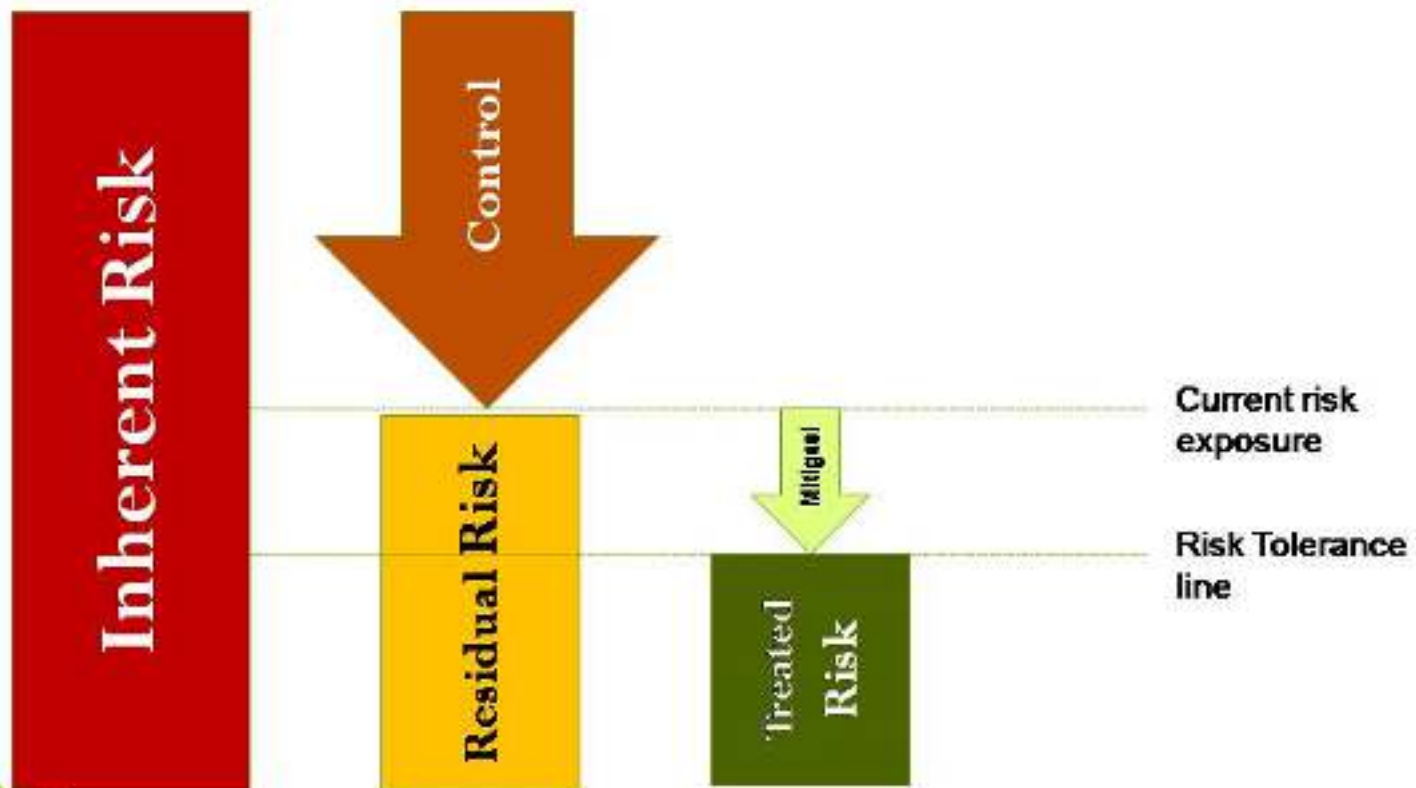 Inherent Risk
Control
Residual Risk
Treated
Risk
Current risk
exposure
Risk Tolerance
line